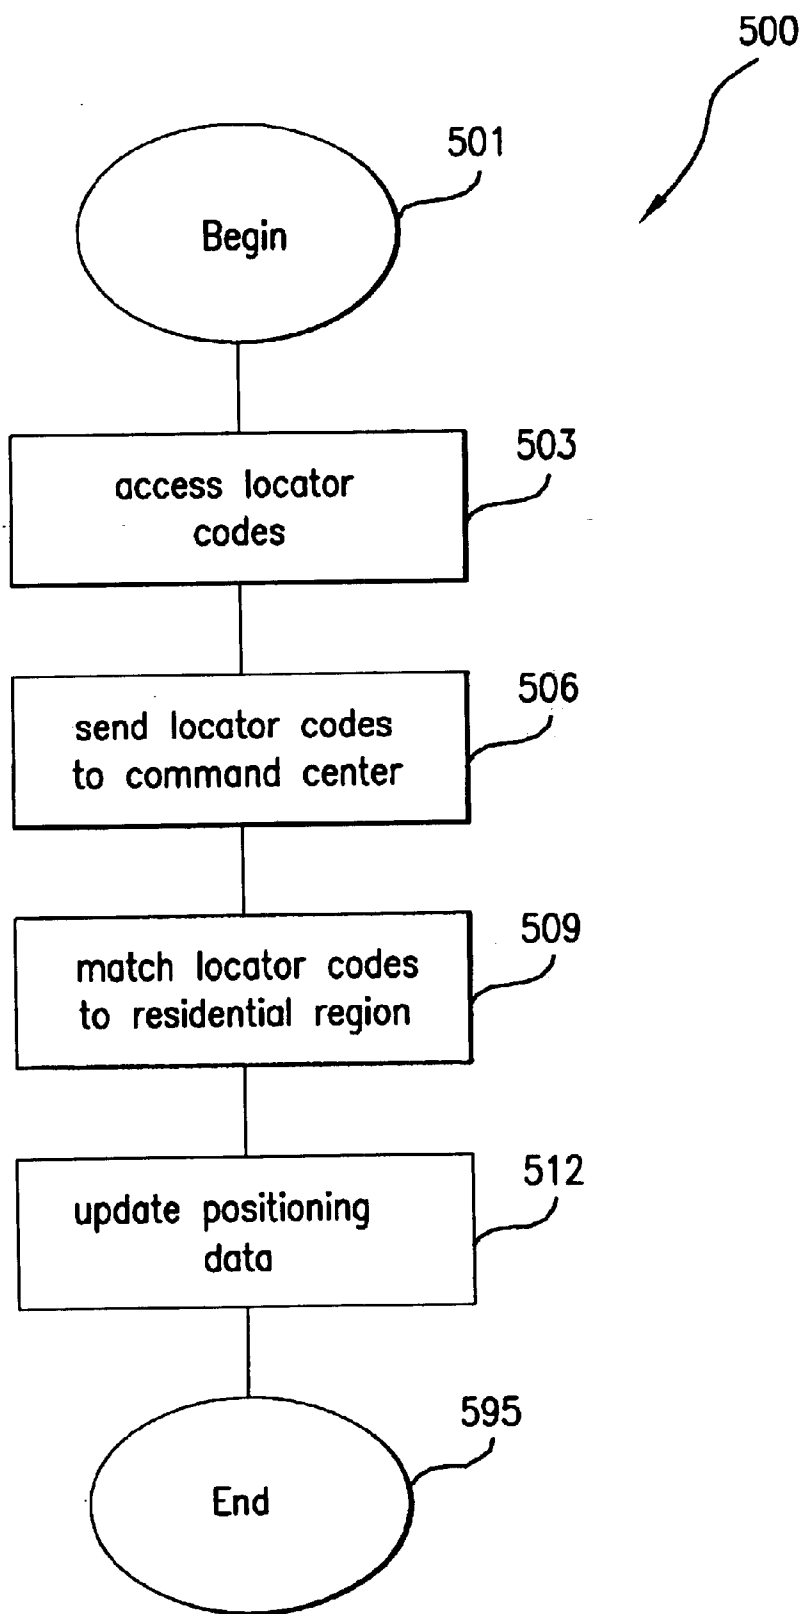 500
501
Begin
503
access locator
codes
506
send locator codes
to command center
509
match locator codes
to residential region
512
update positioning
data
595
End